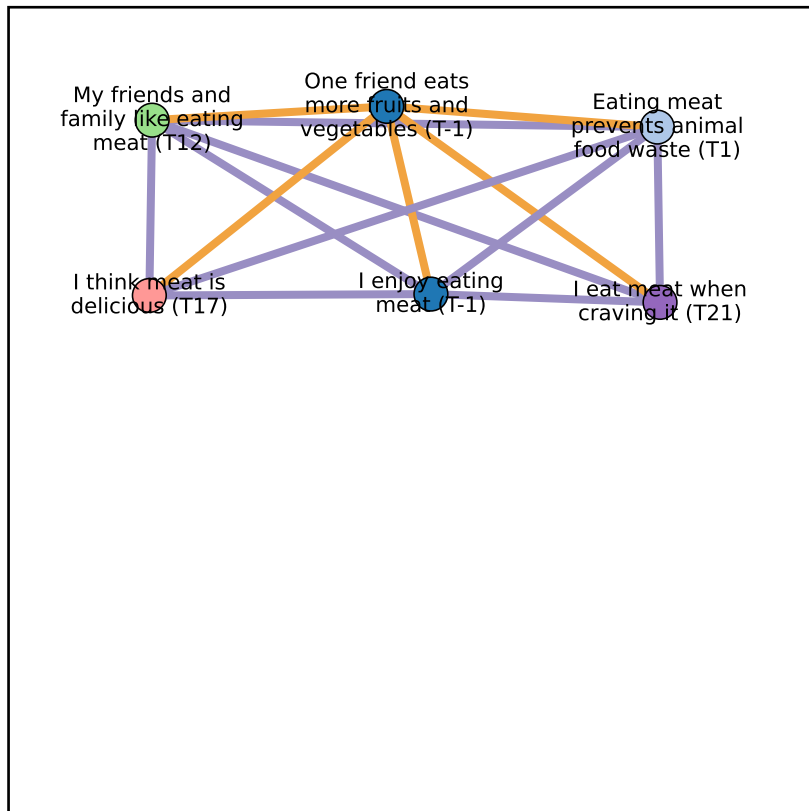 My friends and
family like eating
meat (T12)
One friend eats
more fruits and
vegetables (T-1)
Eating meat
prevents animal
food waste (T1)
I think meat is
delicious (T17)
I enjoy eating
meat (T-1)
I eat meat when
craving it (T21)